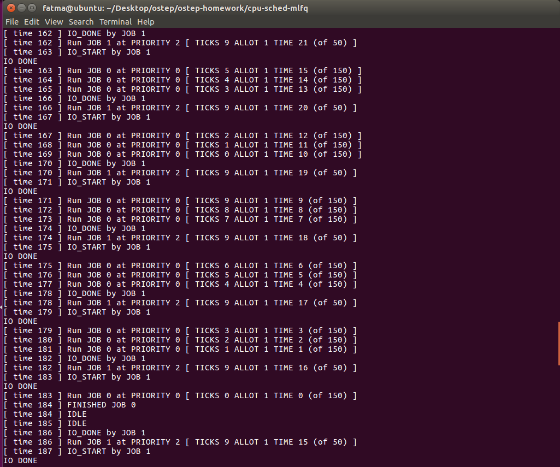 fatma@ubuntu: ~/Desktop/ostep/ostep-homework/cpu-sched-mlfq
File Edit View Search Terminal Help
[ time 162 ] IO_DONE by JOB 1
[ time 162 ] Run JOB 1 at PRIORITY 2 [ TICKS 9 ALLOT 1 TIME 21 (of 50) ]
[ time 163 ] IO_START by JOB 1
IO DONE
[ time 163 ] Run JOB 0 at PRIORITY 0 [ TICKS 5 ALLOT 1 TIME 15 (of 150) ]
[ time 164 ] Run JOB 0 at PRIORITY 0 [ TICKS 4 ALLOT 1 TIME 14 (of 150) ]
[ time 165 ] Run JOB 0 at PRIORITY 0 [ TICKS 3 ALLOT 1 TIME 13 (of 150) ]
[ time 166 ] IO_DONE by JOB 1
[ time 166 ] Run JOB 1 at PRIORITY 2 [ TICKS 9 ALLOT 1 TIME 20 (of 50) ]
[ time 167 ] IO_START by JOB 1
IO DONE
[ time 167 ] Run JOB 0 at PRIORITY 0 [ TICKS 2 ALLOT 1 TIME 12 (of 150) ]
[ time 168 ] Run JOB 0 at PRIORITY 0 [ TICKS 1 ALLOT 1 TIME 11 (of 150) ]
[ time 169 ] Run JOB 0 at PRIORITY 0 [ TICKS 0 ALLOT 1 TIME 10 (of 150) ]
[ time 170 ] IO_DONE by JOB 1
[ time 170 ] Run JOB 1 at PRIORITY 2 [ TICKS 9 ALLOT 1 TIME 19 (of 50) ]
[ time 171 ] IO_START by JOB 1
IO DONE
[ time 171 ] Run JOB 0 at PRIORITY 0 [ TICKS 9 ALLOT 1 TIME 9 (of 150) ]
[ time 172 ] Run JOB 0 at PRIORITY 0 [ TICKS 8 ALLOT 1 TIME 8 (of 150) ]
[ time 173 ] Run JOB 0 at PRIORITY 0 [ TICKS 7 ALLOT 1 TIME 7 (of 150) ]
[ time 174 ] IO_DONE by JOB 1
[ time 174 ] Run JOB 1 at PRIORITY 2 [ TICKS 9 ALLOT 1 TIME 18 (of 50) ]
[ time 175 ] IO_START by JOB 1
IO DONE
[ time 175 ] Run JOB 0 at PRIORITY 0 [ TICKS 6 ALLOT 1 TIME 6 (of 150) ]
[ time 176 ] Run JOB 0 at PRIORITY 0 [ TICKS 5 ALLOT 1 TIME 5 (of 150) ]
[ time 177 ] Run JOB 0 at PRIORITY 0 [ TICKS 4 ALLOT 1 TIME 4 (of 150) ]
[ time 178 ] IO_DONE by JOB 1
[ time 178 ] Run JOB 1 at PRIORITY 2 [ TICKS 9 ALLOT 1 TIME 17 (of 50) ]
[ time 179 ] IO_START by JOB 1
IO DONE
[ time 179 ] Run JOB 0 at PRIORITY 0 [ TICKS 3 ALLOT 1 TIME 3 (of 150) ]
[ time 180 ] Run JOB 0 at PRIORITY 0 [ TICKS 2 ALLOT 1 TIME 2 (of 150) ]
[ time 181 ] Run JOB 0 at PRIORITY 0 [ TICKS 1 ALLOT 1 TIME 1 (of 150) ]
[ time 182 ] IO_DONE by JOB 1
[ time 182 ] Run JOB 1 at PRIORITY 2 [ TICKS 9 ALLOT 1 TIME 16 (of 50) ]
[ time 183 ] IO_START by JOB 1
IO DONE
[ time 183 ] Run JOB 0 at PRIORITY 0 [ TICKS 0 ALLOT 1 TIME 0 (of 150) ]
[ time 184 ] FINISHED JOB 0
[ time 184 ] IDLE
[ time 185 ] IDLE
[ time 186 ] IO_DONE by JOB 1
[ time 186 ] Run JOB 1 at PRIORITY 2 [ TICKS 9 ALLOT 1 TIME 15 (of 50) ]
[ time 187 ] IO_START by JOB 1
IO DONE